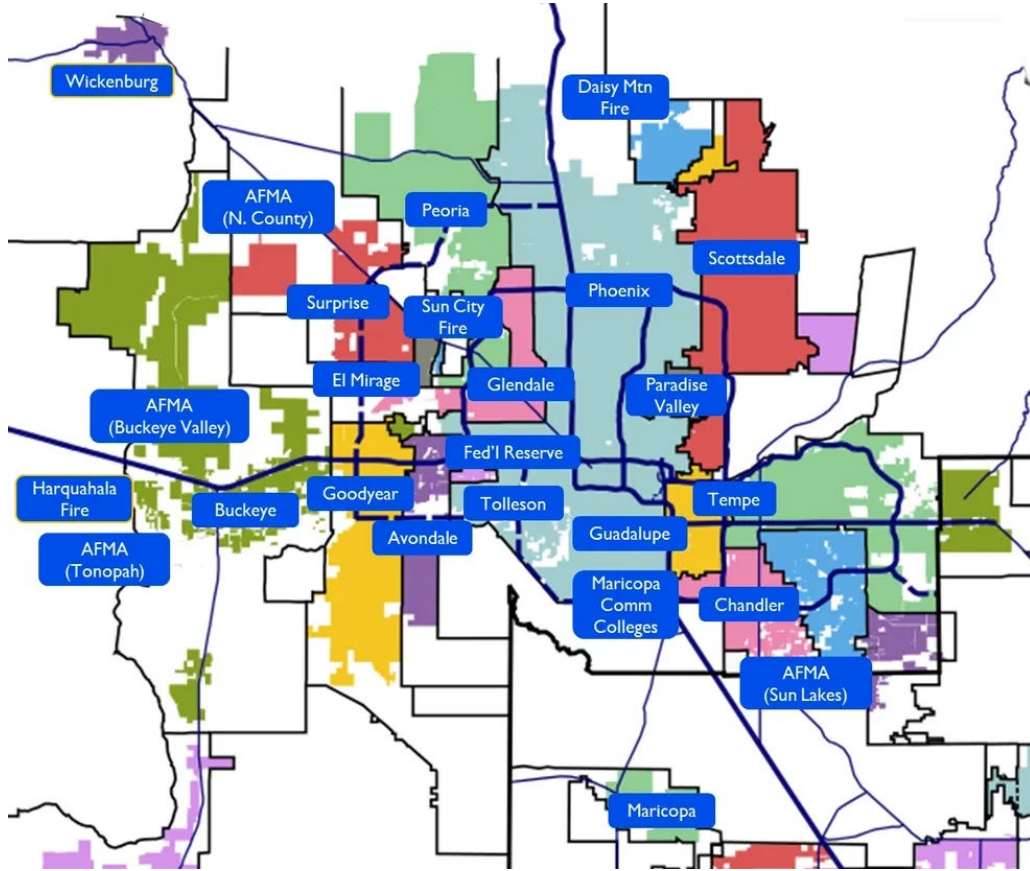 Wickenburg
Daisy Mtn
Fire
AFMA
(N. County)
Peoria
Scottsdale
Surprise
Sun City
Fire
Phoenix
El Mirage
Glendale
Paradise
Valley
AFMA
(Buckeye Valley)
Fed'l Reserve
Harquahala
Fire
Buckeye
Goodyear
Tolleson
Tempe
Avondale
Guadalupe
AFMA
(Tonopah)
Maricopa
Comm
Colleges
Chandler
AFMA
(Sun Lakes)
Maricopa